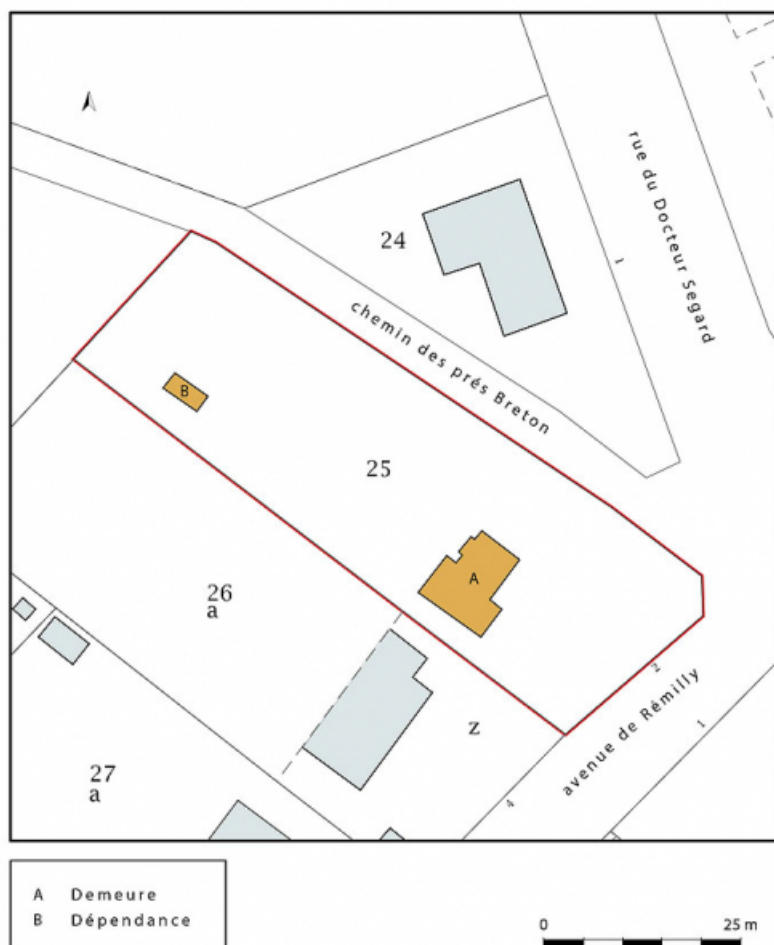 rue du Docteur Segard
24
1
chemin des prés Breton
B
25
A
26
a
2
avenue de Rémilly
1
z
27
a
4
A Demeure
B Dépendance
0 25 m